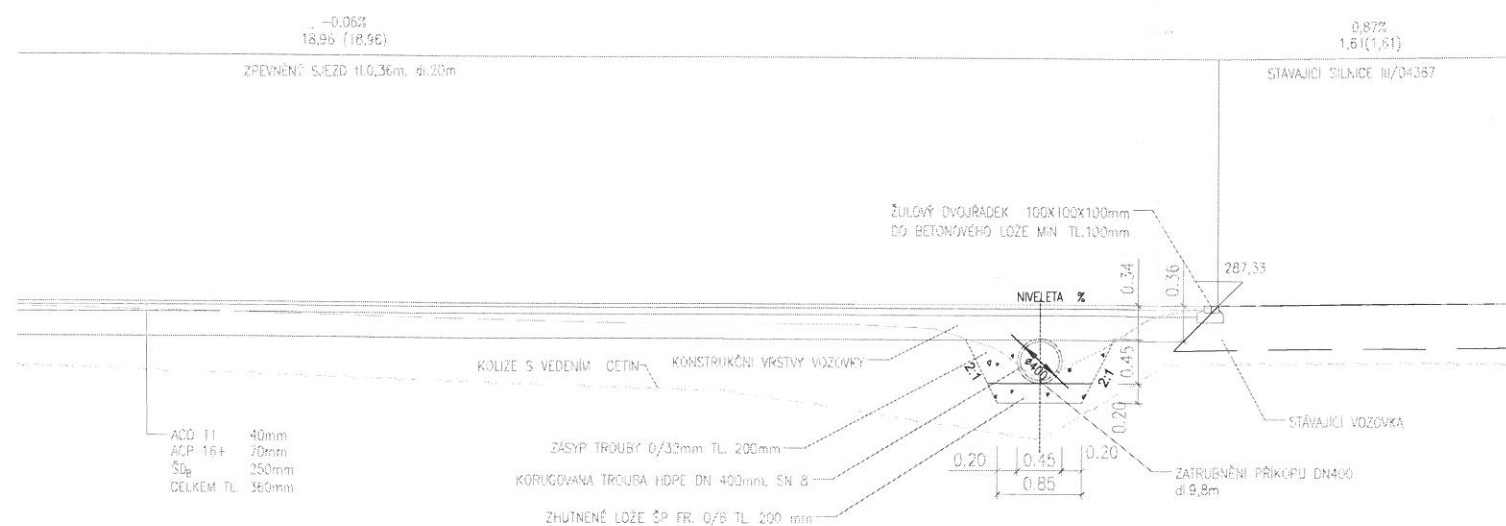 -0,06%
18,96 (18,96)
ZPEVNĚNÝ SJEZD tl.0,36m, dl.20m
0,87%
1,61(1,61)
STÁVAJÍCÍ SILNICE III/04367
ŽULOVÝ DVOJŘÁDEK 100X100X100mm
DO BETONOVÉHO LOŽE MIN TL.100mm
0.34
0.36
287,33
NIVELETA %
KOLIZE S VEDENÍM CETIN
KONSTRUKČNÍ VRSTVY VOZOVKY
2:1
ø400
2:1
0.45
0.20
STÁVAJÍCÍ VOZOVKA
ACO 11 40mm
ACP 16+ 70mm
ŠDB 250mm
CELKEM TL. 360mm
ZÁSYP TROUBY 0/32mm TL. 200mm
KORUGOVANÁ TROUBA HDPE DN 400mm, SN 8
ZHUTNENÉ LOŽE ŠP FR. 0/8 TL. 200 mm
0.20
0.45
0.20
0.85
ZATRUBNĚNÍ PŘÍKOPU DN400
dl.9,8m